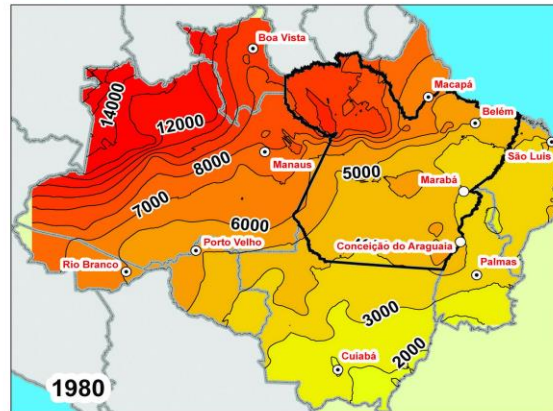 Boa Vista
14000
12000
Macapá
Belém
8000
Manaus
São Luis
5000
7000
Marabá
6000
Porto Velho
Conceição do Araguaia
Rio Branco
Palmas
3000
Cuiabá
2000
1980